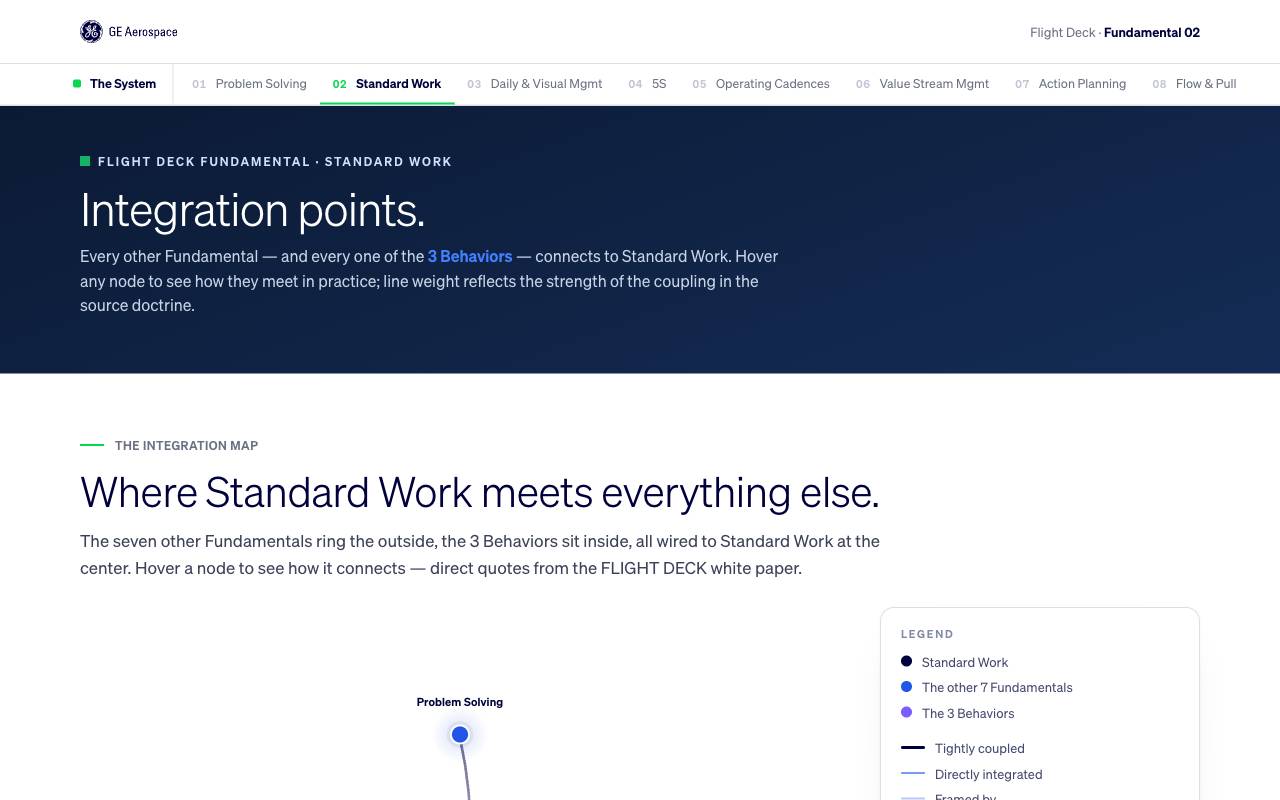 GE Aerospace
Flight Deck · Fundamental 02
The System 01 Problem Solving 02 Standard Work 03 Daily & Visual Mgmt 04 5S 05 Operating Cadences 06 Value Stream Mgmt 07 Action Planning 08 Flow & Pull
FLIGHT DECK FUNDAMENTAL · STANDARD WORK
Integration points.
Every other Fundamental — and every one of the 3 Behaviors — connects to Standard Work. Hover
any node to see how they meet in practice; line weight reflects the strength of the coupling in the
source doctrine.
THE INTEGRATION MAP
Where Standard Work meets everything else.
The seven other Fundamentals ring the outside, the 3 Behaviors sit inside, all wired to Standard Work at the
center. Hover a node to see how it connects — direct quotes from the FLIGHT DECK white paper.
Problem Solving
LEGEND
Standard Work
The other 7 Fundamentals
The 3 Behaviors
Tightly coupled
Directly integrated
Framed by